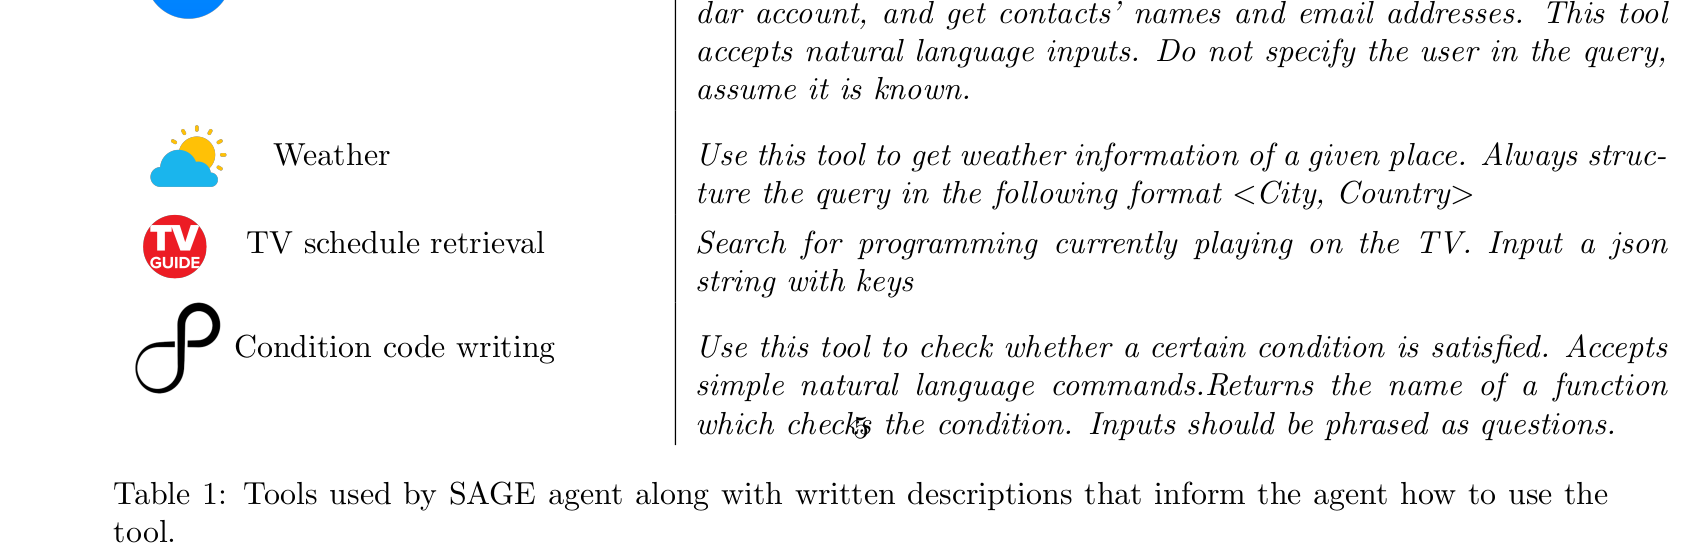 dar account, and get contacts' names and email addresses. This tool
accepts natural language inputs. Do not specify the user in the query,
assume it is known.
Weather
Use this tool to get weather information of a given place. Always struc-
ture the query in the following format <City, Country>
TV
GUIDE
TV schedule retrieval
Search for programming currently playing on the TV. Input a json
string with keys
Condition code writing
Use this tool to check whether a certain condition is satisfied. Accepts
simple natural language commands.Returns the name of a function
which checks the condition. Inputs should be phrased as questions.
5
Table 1: Tools used by SAGE agent along with written descriptions that inform the agent how to use the
tool.